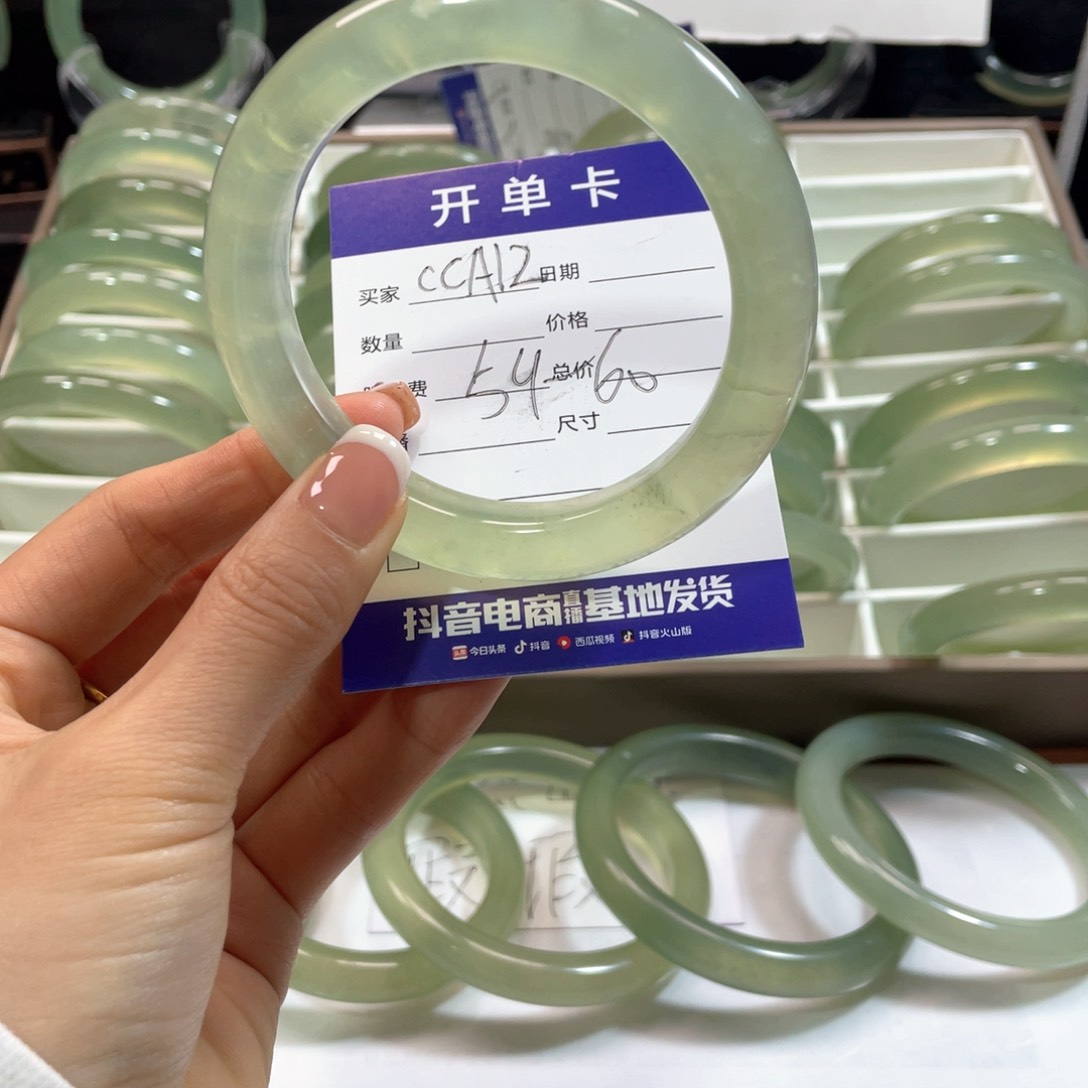 开单卡
买家 CCA12 日期
数量 价格
费 54 总价 60
尺寸
抖音电商直播基地发货
今日头条 抖音 西瓜视频 抖音火山版